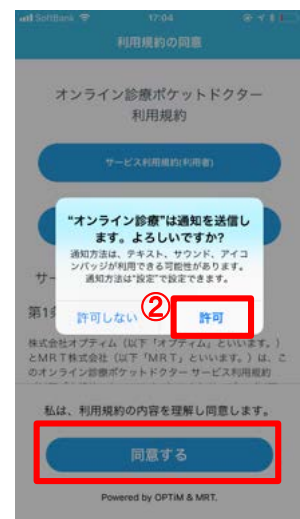 SoftBank 17:04
利用規約の同意
オンライン診療ポケットドクター
利用規約
サービス利用規約(利用者)
"オンライン診療"は通知を送信し
ます。よろしいですか?
通知方法は、テキスト、サウンド、アイコ
ンバッジが利用できる可能性があります。
通知方法は"設定"で設定できます。
サー
第1条
許可しない ② 許可
株式会社オプティム（以下「オプティム」といいます。）
とMRT株式会社（以下「MRT」といいます。）は、こ
のオンライン診療ポケットドクター サービス利用規約
私は、利用規約の内容を理解し同意します。
同意する
Powered by OPTiM & MRT.